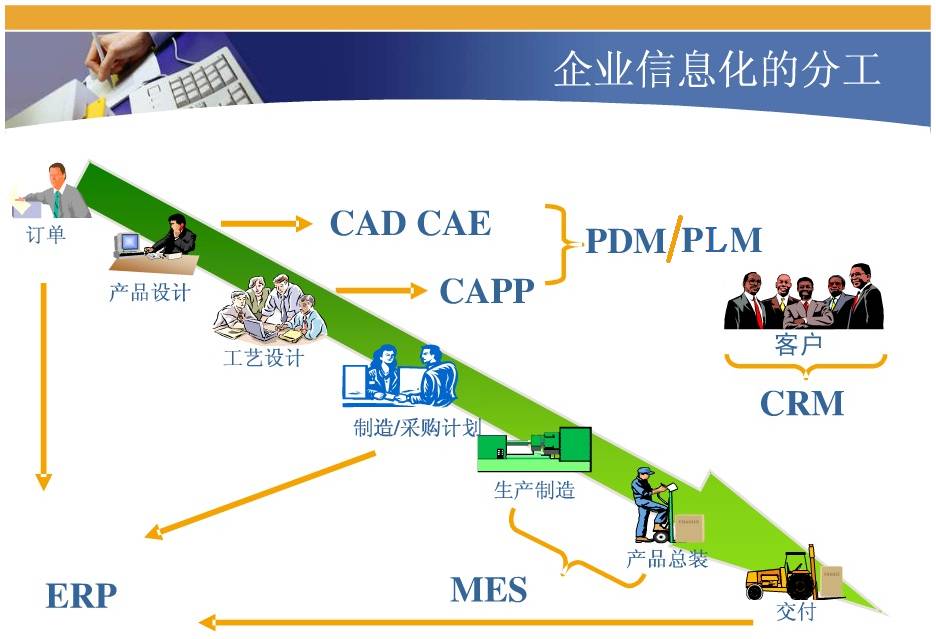 企业信息化的分工
订单
产品设计
CAD CAE
PDM/PLM
CAPP
工艺设计
客户
CRM
制造/采购计划
生产制造
产品总装
MES
ERP
交付